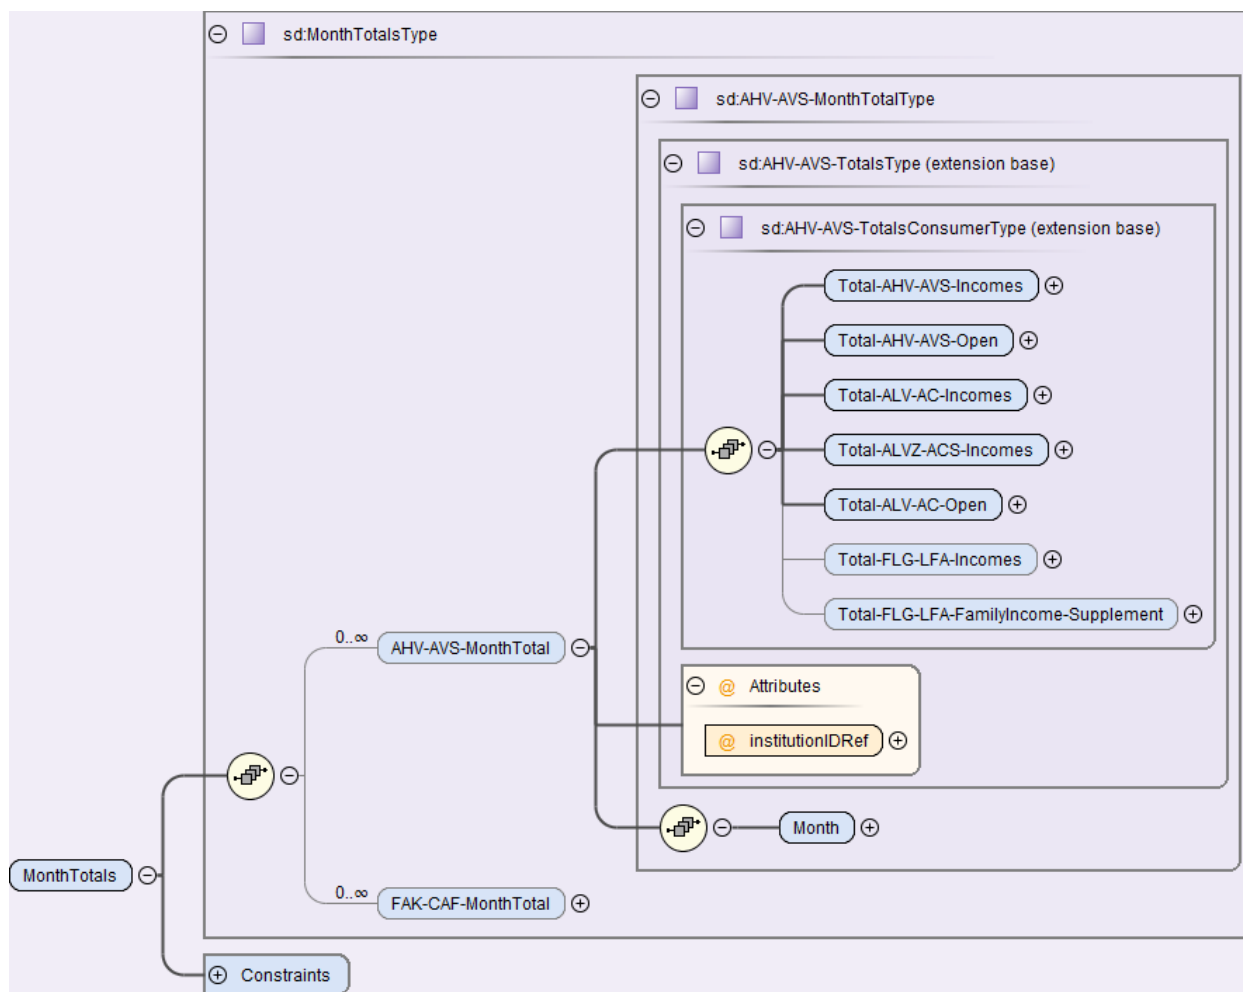 sd:MonthTotalsType
sd:AHV-AVS-MonthTotalType
sd:AHV-AVS-TotalsType (extension base)
sd:AHV-AVS-TotalsConsumerType (extension base)
Total-AHV-AVS-Incomes
Total-AHV-AVS-Open
Total-ALV-AC-Incomes
Total-ALVZ-ACS-Incomes
Total-ALV-AC-Open
Total-FLG-LFA-Incomes
Total-FLG-LFA-FamilyIncome-Supplement
0..∞
AHV-AVS-MonthTotal
@ Attributes
@ institutionIDRef
Month
MonthTotals
0..∞
FAK-CAF-MonthTotal
Constraints